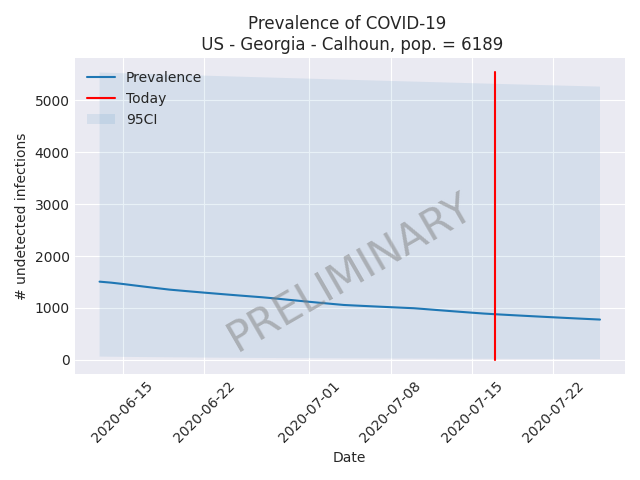 Prevalence of COVID-19
US - Georgia - Calhoun, pop. = 6189
Prevalence
Today
95CI
# undetected infections
5000
4000
3000
2000
1000
0
PRELIMINARY
2020-06-15
2020-06-22
2020-07-01
2020-07-08
2020-07-15
2020-07-22
Date